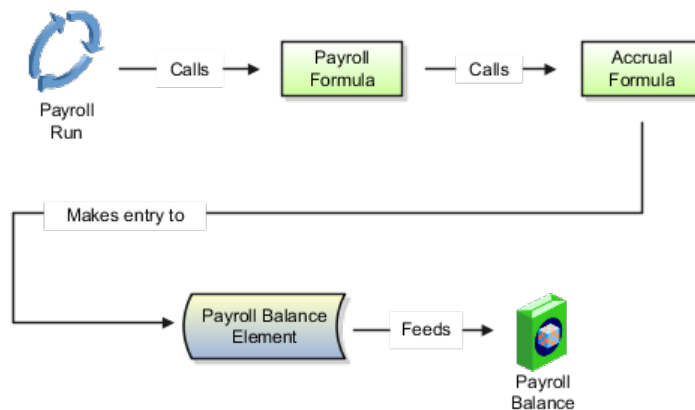 Calls
Payroll
Formula
Calls
Accrual
Formula
Payroll
Run
Makes entry to
Payroll Balance
Element
Feeds
Payroll
Balance